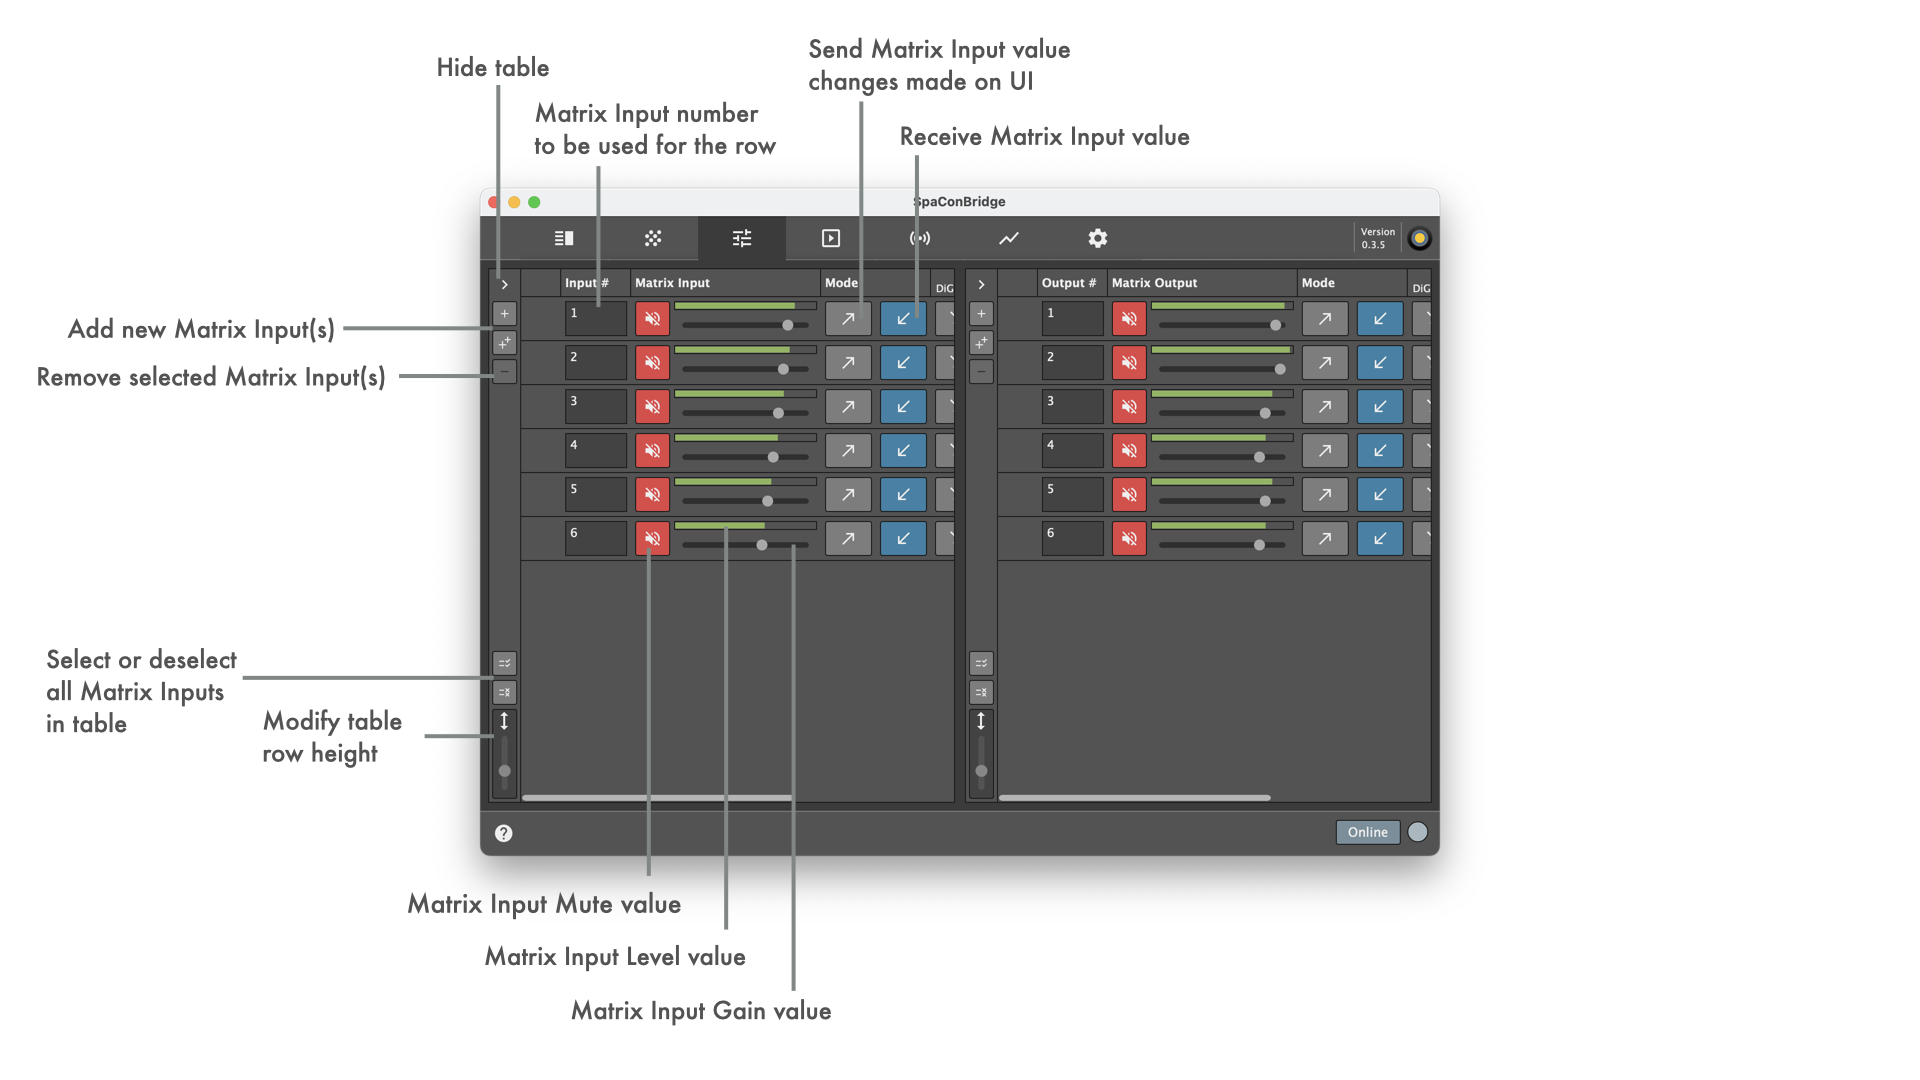 Send Matrix Input value
changes made on UI
Hide table
Matrix Input number
to be used for the row
Receive Matrix Input value
SpaConBridge
Version
0.3.5
Input #
Matrix Input
Mode
DiG
Output #
Matrix Output
Mode
DiG
Add new Matrix Input(s)
Remove selected Matrix Input(s)
1
2
3
4
5
6
1
2
3
4
5
6
Select or deselect
all Matrix Inputs
in table
Modify table
row height
?
Online
Matrix Input Mute value
Matrix Input Level value
Matrix Input Gain value